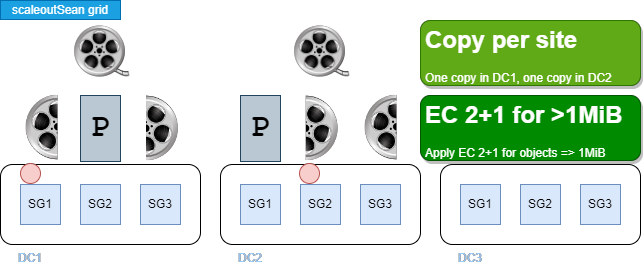 scaleoutSean grid
Copy per site
One copy in DC1, one copy in DC2
EC 2+1 for >1MiB
Apply EC 2+1 for objects => 1MiB
P
P
SG1 SG2 SG3
SG1 SG2 SG3
SG1 SG2 SG3
DC1
DC2
DC3